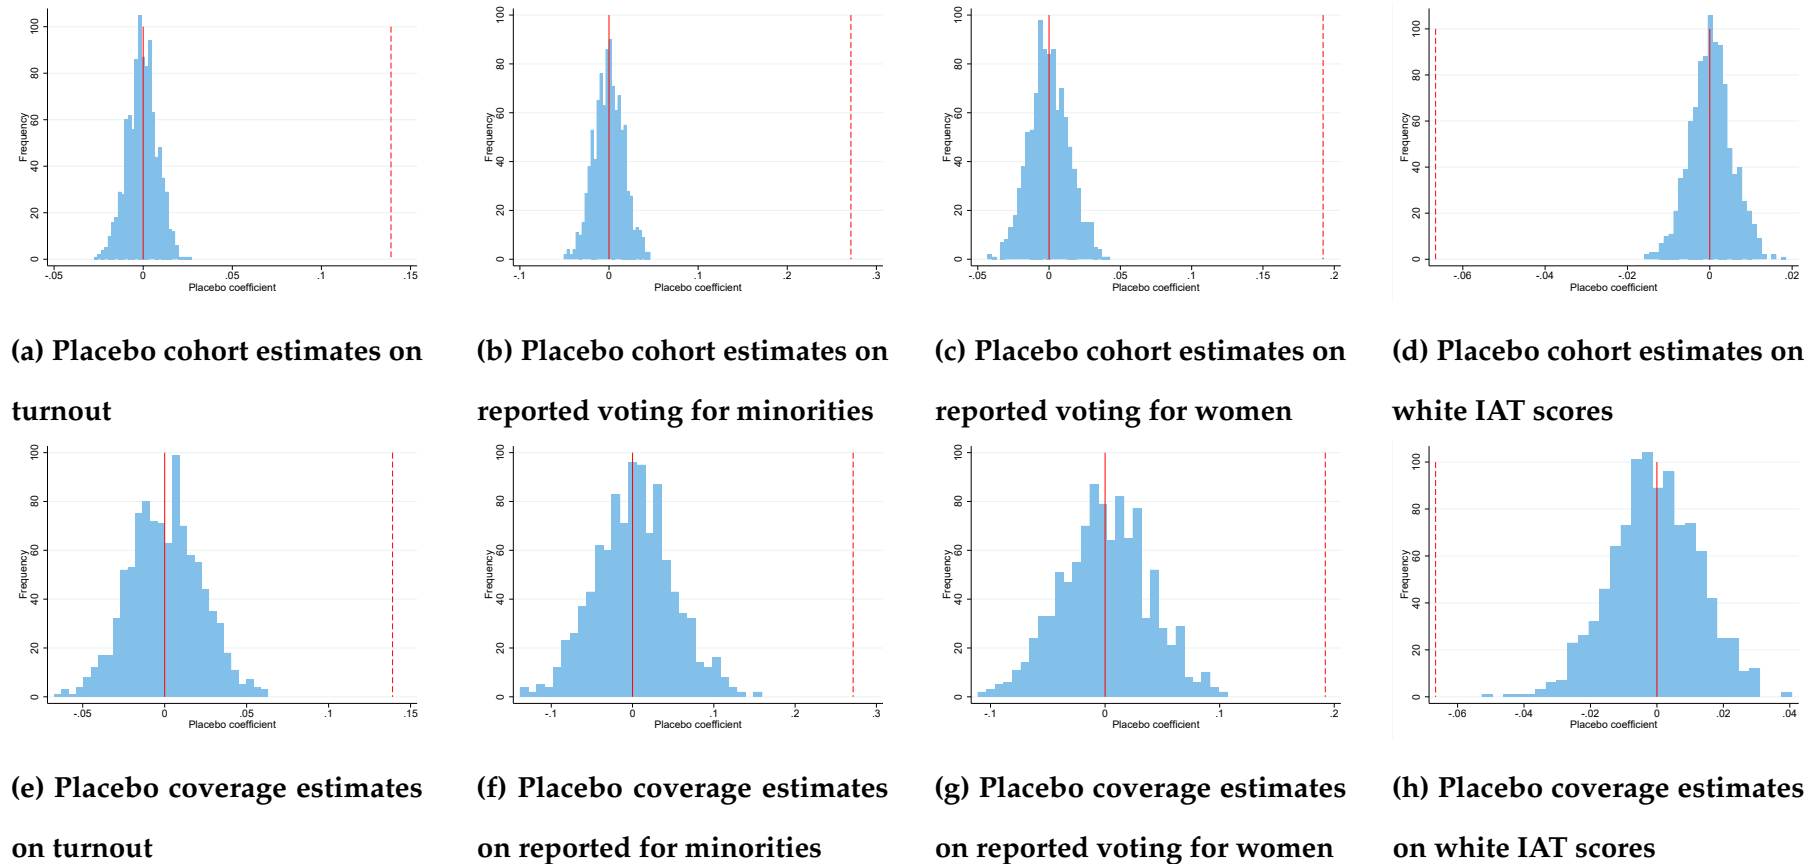 100
80
60
40
20
0
Frequency
-.05
0
.05
.1
.15
Placebo coefficient
(a) Placebo cohort estimates on
turnout
100
80
60
40
20
0
Frequency
-.1
0
.1
.2
.3
Placebo coefficient
(b) Placebo cohort estimates on
reported voting for minorities
100
80
60
40
20
0
Frequency
-.05
0
.05
.1
.15
.2
Placebo coefficient
(c) Placebo cohort estimates on
reported voting for women
100
80
60
40
20
0
Frequency
-.06
-.04
-.02
0
.02
Placebo coefficient
(d) Placebo cohort estimates on
white IAT scores
100
80
60
40
20
0
Frequency
-.05
0
.05
.1
.15
Placebo coefficient
(e) Placebo coverage estimates
on turnout
100
80
60
40
20
0
Frequency
-.1
0
.1
.2
.3
Placebo coefficient
(f) Placebo coverage estimates
on reported for minorities
100
80
60
40
20
0
Frequency
-.1
0
.1
.2
Placebo coefficient
(g) Placebo coverage estimates
on reported voting for women
100
80
60
40
20
0
Frequency
-.06
-.04
-.02
0
.02
.04
Placebo coefficient
(h) Placebo coverage estimates
on white IAT scores